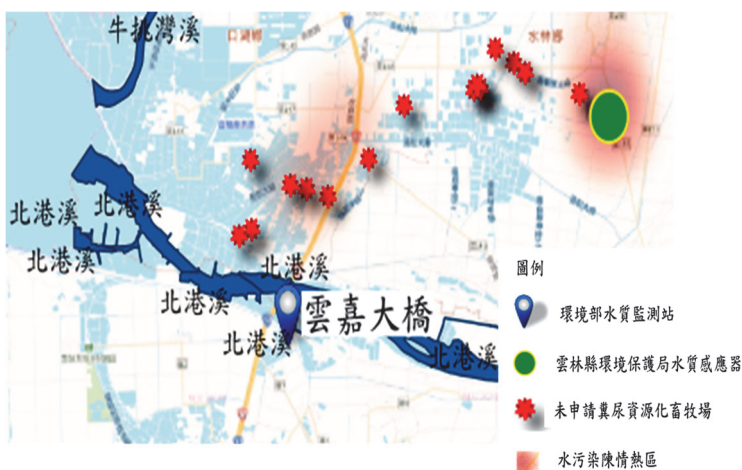 牛挑灣溪
口湖鄉
水林鄉
北港溪
北港溪
北港溪
北港溪
北港溪
雲嘉大橋
北港溪
北港溪
圖例
環境部水質監測站
雲林縣環境保護局水質感應器
未申請糞尿資源化畜牧場
水污染陳情熱區